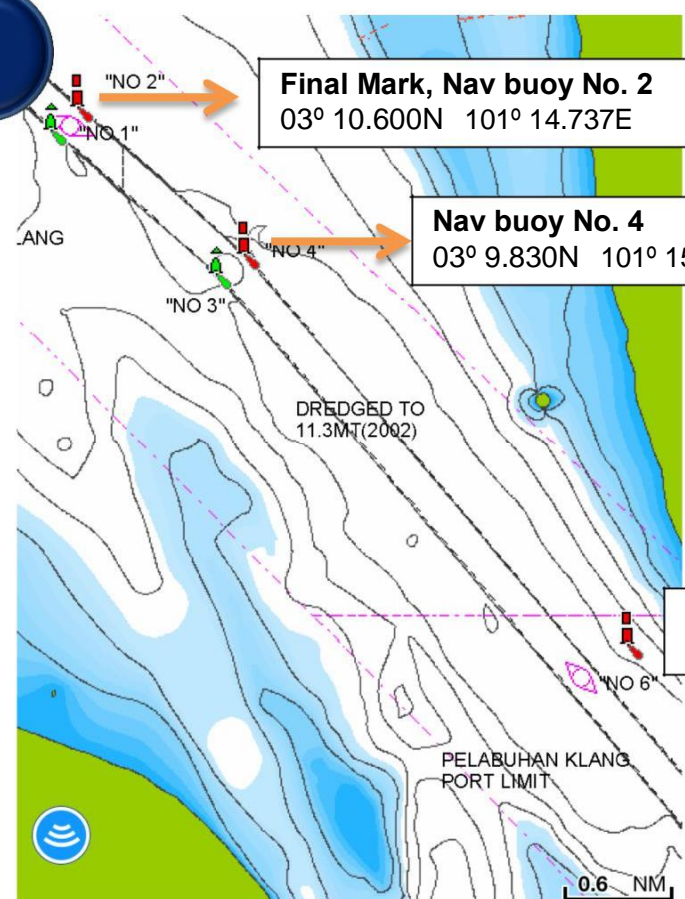 "NO 2"
Final Mark, Nav buoy No. 2
03º 10.600N 101º 14.737E
"NO 1"
Nav buoy No. 4
03º 9.830N 101º 15
"NO 4"
LANG
"NO 3"
DREDGED TO
11.3MT(2002)
"NO 6"
PELABUHAN KLANG
PORT LIMIT
0.6 NM